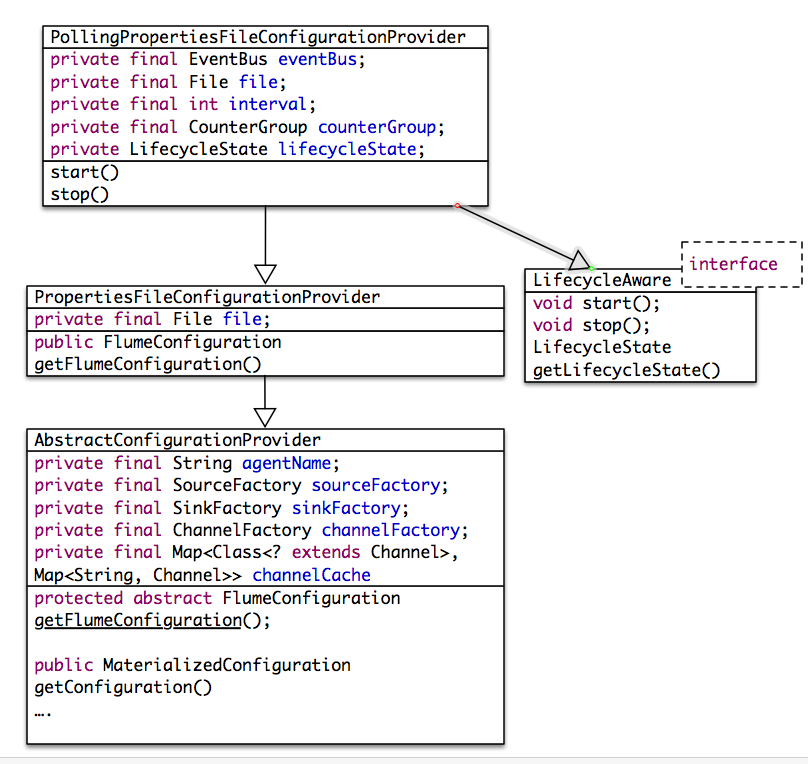 PollingPropertiesFileConfigurationProvider
private final EventBus eventBus;
private final File file;
private final int interval;
private final CounterGroup counterGroup;
private LifecycleState lifecycleState;
start()
stop()
interface
LifecycleAware
void start();
void stop();
LifecycleState
getLifecycleState()
PropertiesFileConfigurationProvider
private final File file;
public FlumeConfiguration
getFlumeConfiguration()
AbstractConfigurationProvider
private final String agentName;
private final SourceFactory sourceFactory;
private final SinkFactory sinkFactory;
private final ChannelFactory channelFactory;
private final Map<Class<? extends Channel>,
Map<String, Channel>> channelCache
protected abstract FlumeConfiguration
getFlumeConfiguration();
public MaterializedConfiguration
getConfiguration()
….